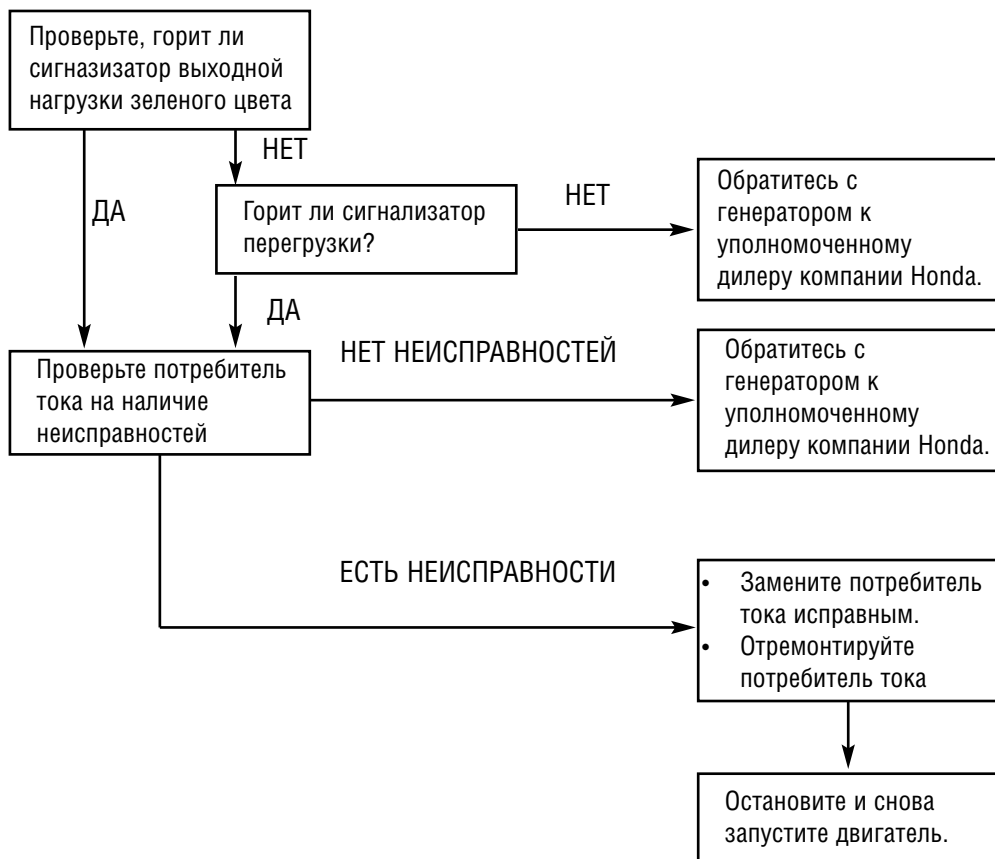 Проверьте, горит ли
сигназизатор выходной
нагрузки зеленого цвета
НЕТ
ДА
Горит ли сигнализатор
перегрузки?
НЕТ
Обратитесь с
генератором к
уполномоченному
дилеру компании Honda.
ДА
Проверьте потребитель
тока на наличие
неисправностей
НЕТ НЕИСПРАВНОСТЕЙ
Обратитесь с
генератором к
уполномоченному
дилеру компании Honda.
ЕСТЬ НЕИСПРАВНОСТИ
• Замените потребитель
тока исправным.
• Отремонтируйте
потребитель тока
Остановите и снова
запустите двигатель.